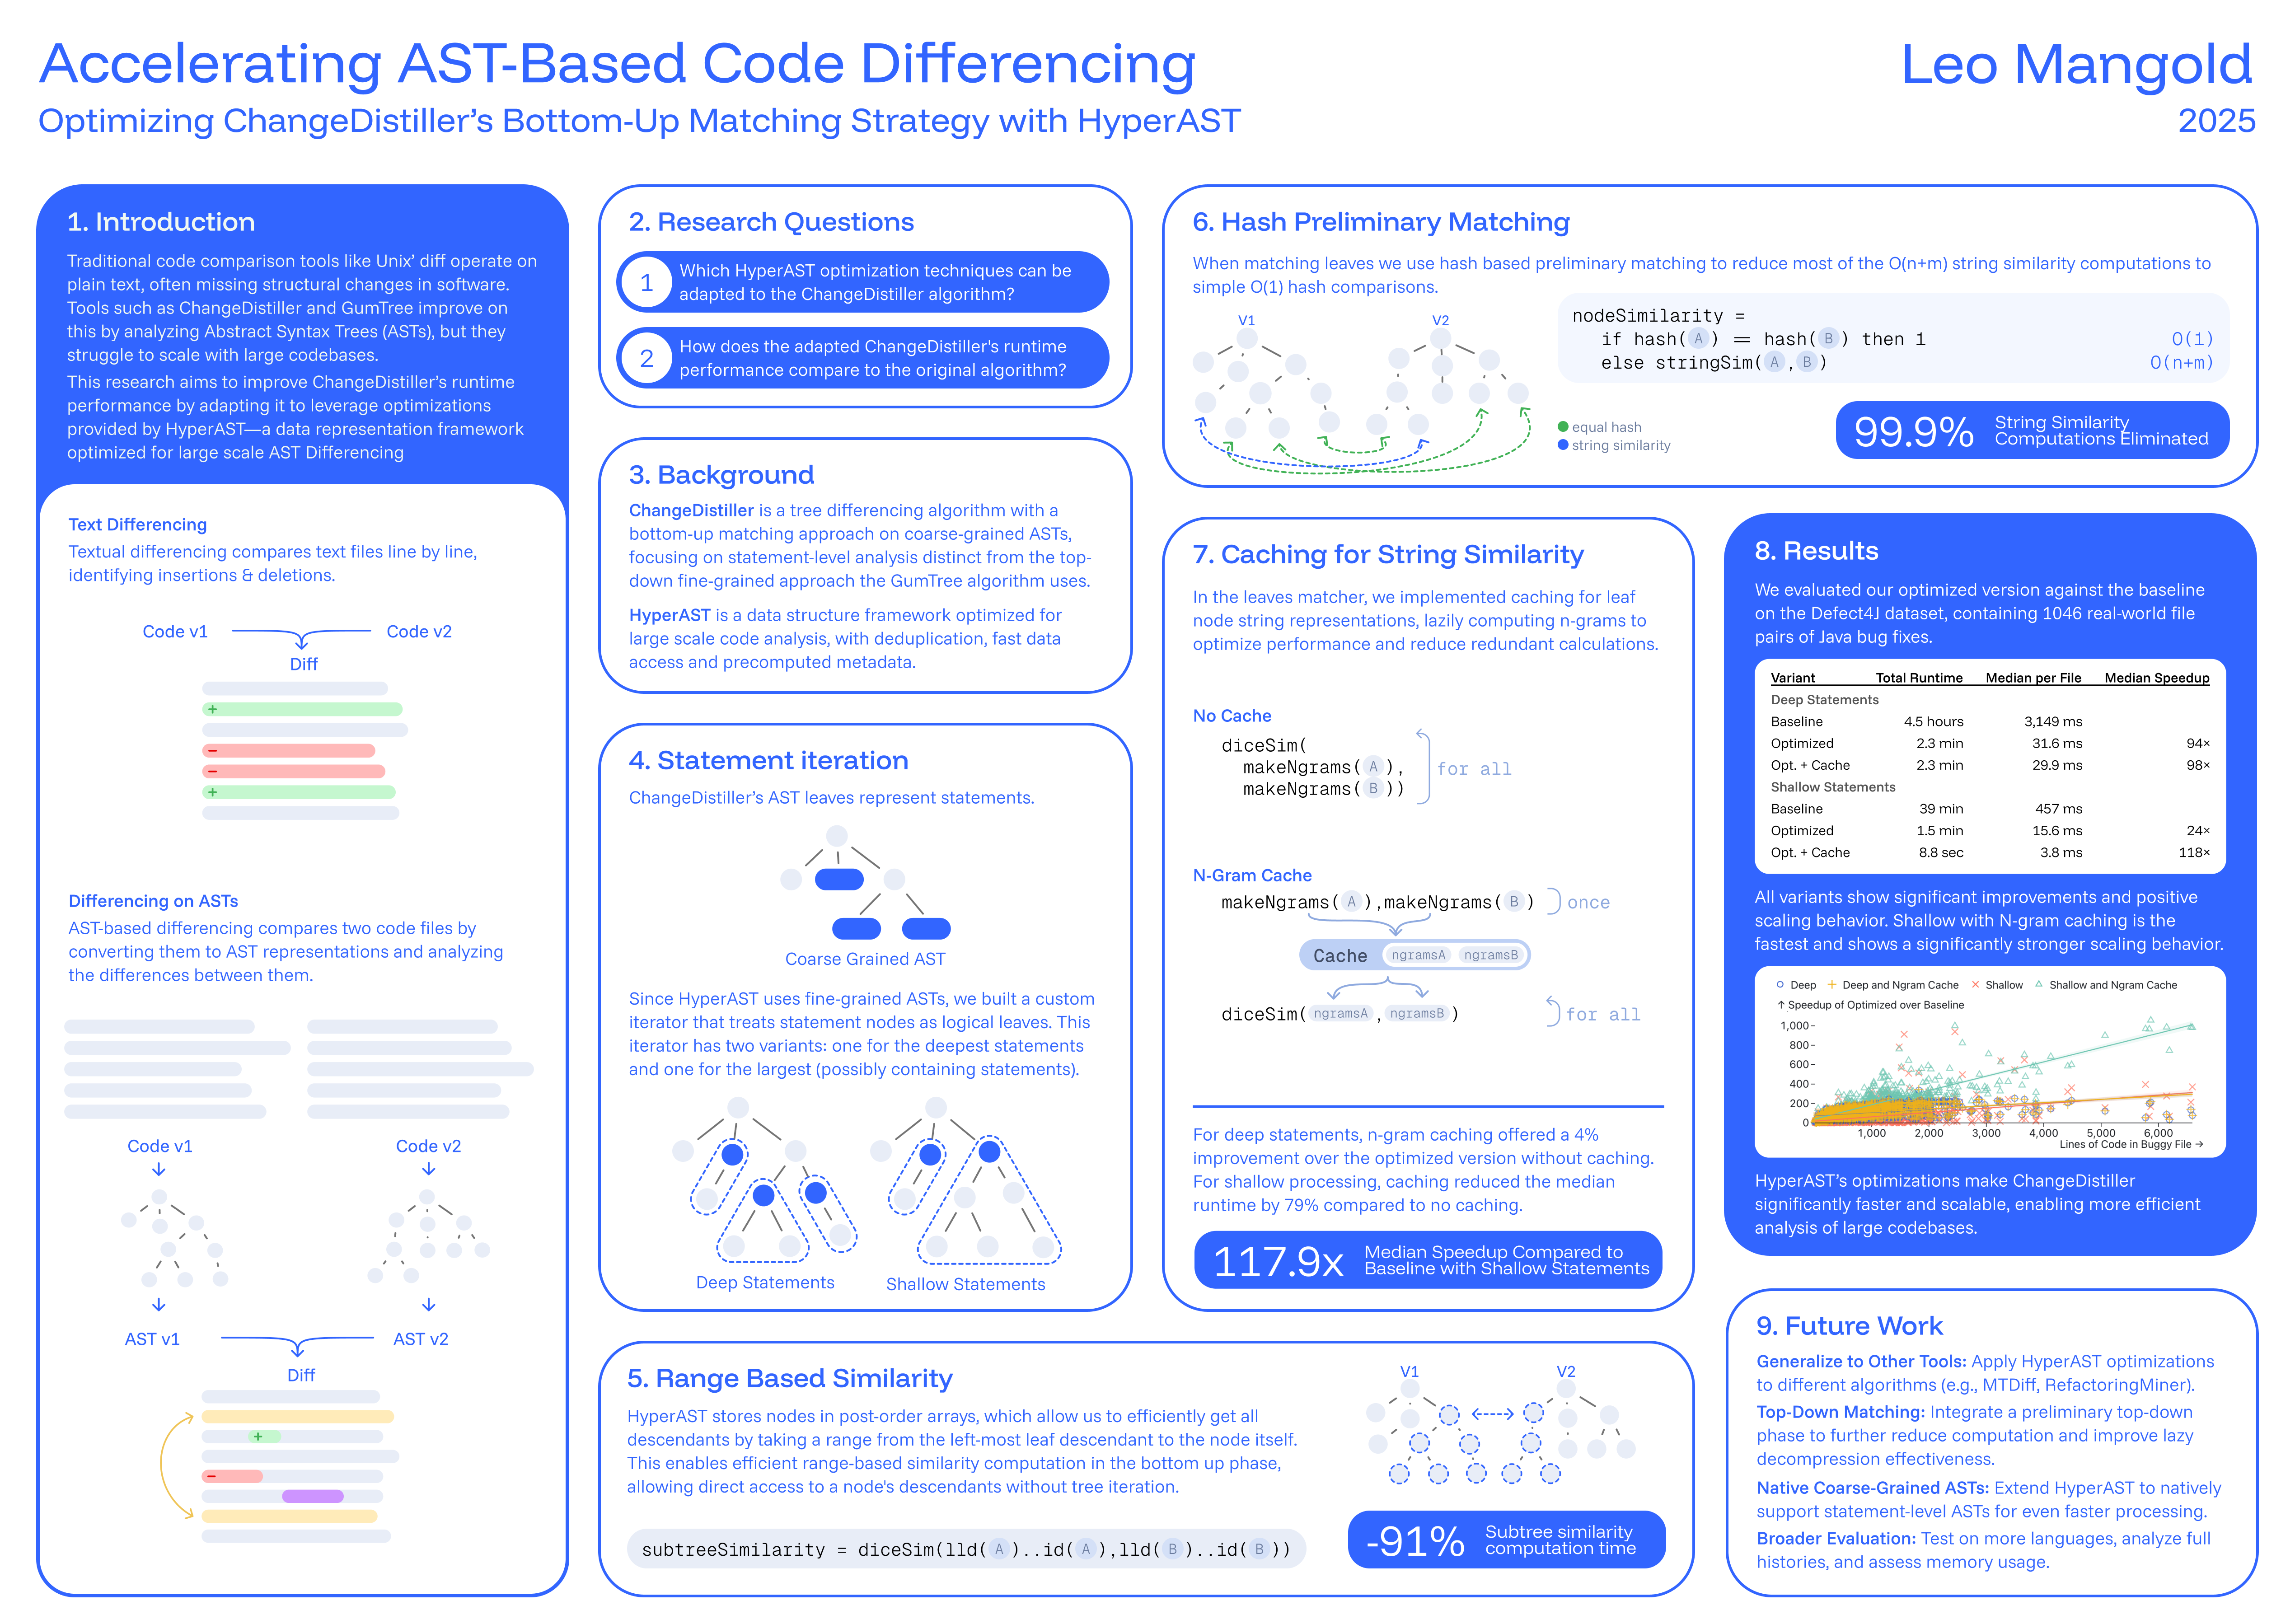 Accelerating AST-Based Code Differencing
Optimizing ChangeDistiller's Bottom-Up Matching Strategy with HyperAST
Leo Mangold
2025
1. Introduction
Traditional code comparison tools like Unix' diff operate on
plain text, often missing structural changes in software.
Tools such as ChangeDistiller and GumTree improve on
this by analyzing Abstract Syntax Trees (ASTs), but they
struggle to scale with large codebases.
This research aims to improve ChangeDistiller's runtime
performance by adapting it to leverage optimizations
provided by HyperAST—a data representation framework
optimized for large scale AST Differencing
Text Differencing
Textual differencing compares text files line by line,
identifying insertions & deletions.
Code v1
Code v2
Diff
+
−
−
+
Differencing on ASTs
AST-based differencing compares two code files by
converting them to AST representations and analyzing
the differences between them.
Code v1
Code v2
AST v1
AST v2
Diff
+
−
2. Research Questions
1
Which HyperAST optimization techniques can be
adapted to the ChangeDistiller algorithm?
2
How does the adapted ChangeDistiller's runtime
performance compare to the original algorithm?
3. Background
ChangeDistiller is a tree differencing algorithm with a
bottom-up matching approach on coarse-grained ASTs,
focusing on statement-level analysis distinct from the top-
down fine-grained approach the GumTree algorithm uses.
HyperAST is a data structure framework optimized for
large scale code analysis, with deduplication, fast data
access and precomputed metadata.
4. Statement iteration
ChangeDistiller's AST leaves represent statements.
Coarse Grained AST
Since HyperAST uses fine-grained ASTs, we built a custom
iterator that treats statement nodes as logical leaves. This
iterator has two variants: one for the deepest statements
and one for the largest (possibly containing statements).
Deep Statements
Shallow Statements
5. Range Based Similarity
HyperAST stores nodes in post-order arrays, which allow us to efficiently get all
descendants by taking a range from the left-most leaf descendant to the node itself.
This enables efficient range-based similarity computation in the bottom up phase,
allowing direct access to a node's descendants without tree iteration.
subtreeSimilarity = diceSim(lld(A)..id(A),lld(B)..id(B))
V1
V2
-91%
Subtree similarity
computation time
6. Hash Preliminary Matching
When matching leaves we use hash based preliminary matching to reduce most of the O(n+m) string similarity computations to
simple O(1) hash comparisons.
V1
V2
equal hash
string similarity
nodeSimilarity =
if hash(A) == hash(B) then 1 O(1)
else stringSim(A,B) O(n+m)
99.9%
String Similarity
Computations Eliminated
7. Caching for String Similarity
In the leaves matcher, we implemented caching for leaf
node string representations, lazily computing n-grams to
optimize performance and reduce redundant calculations.
No Cache
diceSim(
makeNgrams(A),
makeNgrams(B))
for all
N-Gram Cache
makeNgrams(A),makeNgrams(B)
once
Cache ngramsA ngramsB
diceSim(ngramsA,ngramsB)
for all
For deep statements, n-gram caching offered a 4%
improvement over the optimized version without caching.
For shallow processing, caching reduced the median
runtime by 79% compared to no caching.
117.9x
Median Speedup Compared to
Baseline with Shallow Statements
8. Results
We evaluated our optimized version against the baseline
on the Defect4J dataset, containing 1046 real-world file
pairs of Java bug fixes.
Variant Total Runtime Median per File Median Speedup
Deep Statements
Baseline 4.5 hours 3,149 ms
Optimized 2.3 min 31.6 ms 94×
Opt. + Cache 2.3 min 29.9 ms 98×
Shallow Statements
Baseline 39 min 457 ms
Optimized 1.5 min 15.6 ms 24×
Opt. + Cache 8.8 sec 3.8 ms 118×
All variants show significant improvements and positive
scaling behavior. Shallow with N-gram caching is the
fastest and shows a significantly stronger scaling behavior.
Deep Deep and Ngram Cache Shallow Shallow and Ngram Cache
↑ Speedup of Optimized over Baseline
1,000
800
600
400
200
0
1,000 2,000 3,000 4,000 5,000 6,000
Lines of Code in Buggy File →
HyperAST's optimizations make ChangeDistiller
significantly faster and scalable, enabling more efficient
analysis of large codebases.
9. Future Work
Generalize to Other Tools: Apply HyperAST optimizations
to different algorithms (e.g., MTDiff, RefactoringMiner).
Top-Down Matching: Integrate a preliminary top-down
phase to further reduce computation and improve lazy
decompression effectiveness.
Native Coarse-Grained ASTs: Extend HyperAST to natively
support statement-level ASTs for even faster processing.
Broader Evaluation: Test on more languages, analyze full
histories, and assess memory usage.